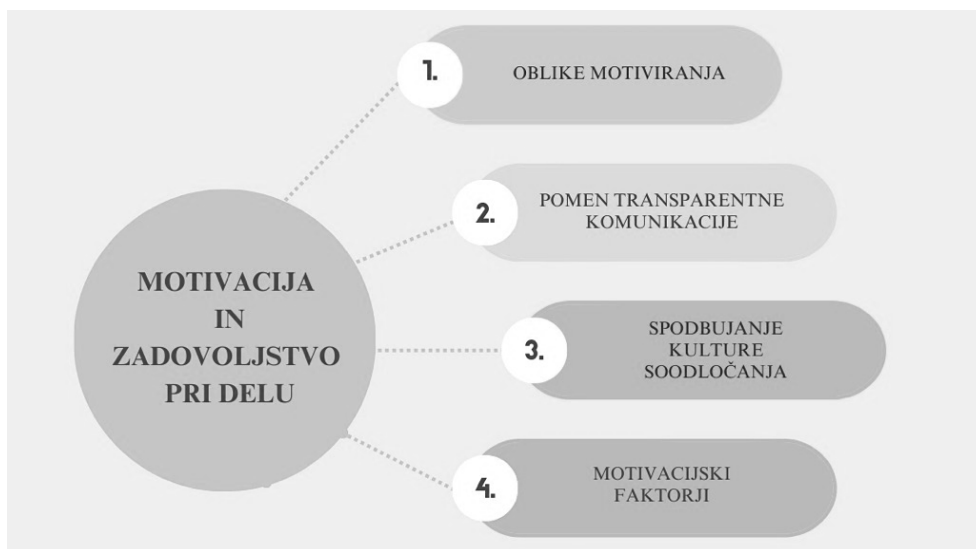 MOTIVACIJA
IN
ZADOVOLJSTVO
PRI DELU
1.
OBLIKE MOTIVIRANJA
2.
POMEN TRANSPARENTNE
KOMUNIKACIJE
3.
SPODBUJANJE
KULTURE
SOODLOČANJA
4.
MOTIVACIJSKI
FAKTORJI